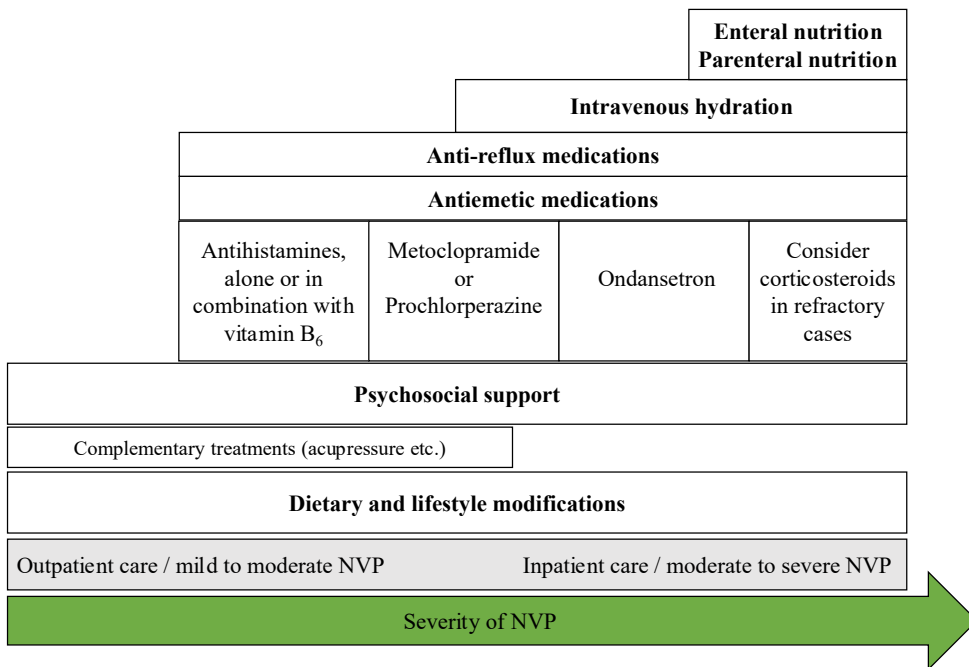 Enteral nutrition
Parenteral nutrition
Intravenous hydration
Anti-reflux medications
Antiemetic medications
Antihistamines,
alone or in
combination with
vitamin B₆
Metoclopramide
or
Prochlorperazine
Ondansetron
Consider
corticosteroids
in refractory
cases
Psychosocial support
Complementary treatments (acupressure etc.)
Dietary and lifestyle modifications
Outpatient care / mild to moderate NVP
Inpatient care / moderate to severe NVP
Severity of NVP